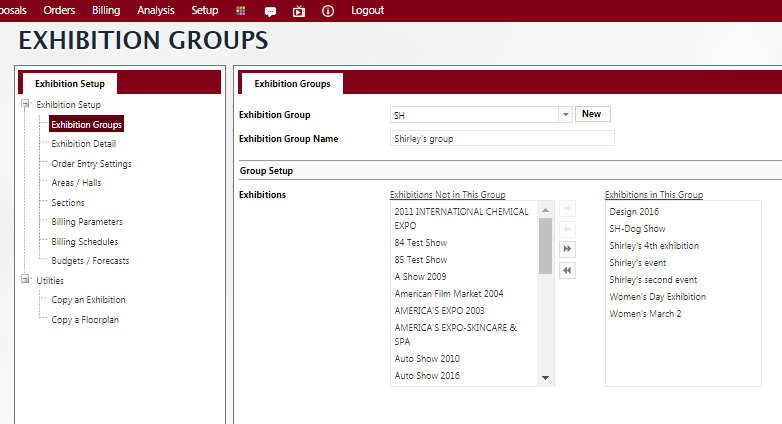 posals Orders Billing Analysis Setup Logout
EXHIBITION GROUPS
Exhibition Setup
Exhibition Setup
Exhibition Groups
Exhibition Detail
Order Entry Settings
Areas / Halls
Sections
Billing Parameters
Billing Schedules
Budgets / Forecasts
Utilties
Copy an Exhibition
Copy a Floorplan
Exhibition Groups
Exhibition Group SH New
Exhibition Group Name Shirley's group
Group Setup
Exhibitions
Exhibitions Not in This Group
2011 INTERNATIONAL CHEMICAL
EXPO
84 Test Show
85 Test Show
A Show 2009
American Film Market 2004
AMERICA'S EXPO 2003
AMERICA'S EXPO-SKINCARE &
SPA
Auto Show 2010
Auto Show 2016
Exhibitions in This Group
Design 2016
SH-Dog Show
Shirley's 4th exhibition
Shirley's event
Shirley's second event
Women's Day Exhibition
Women's March 2